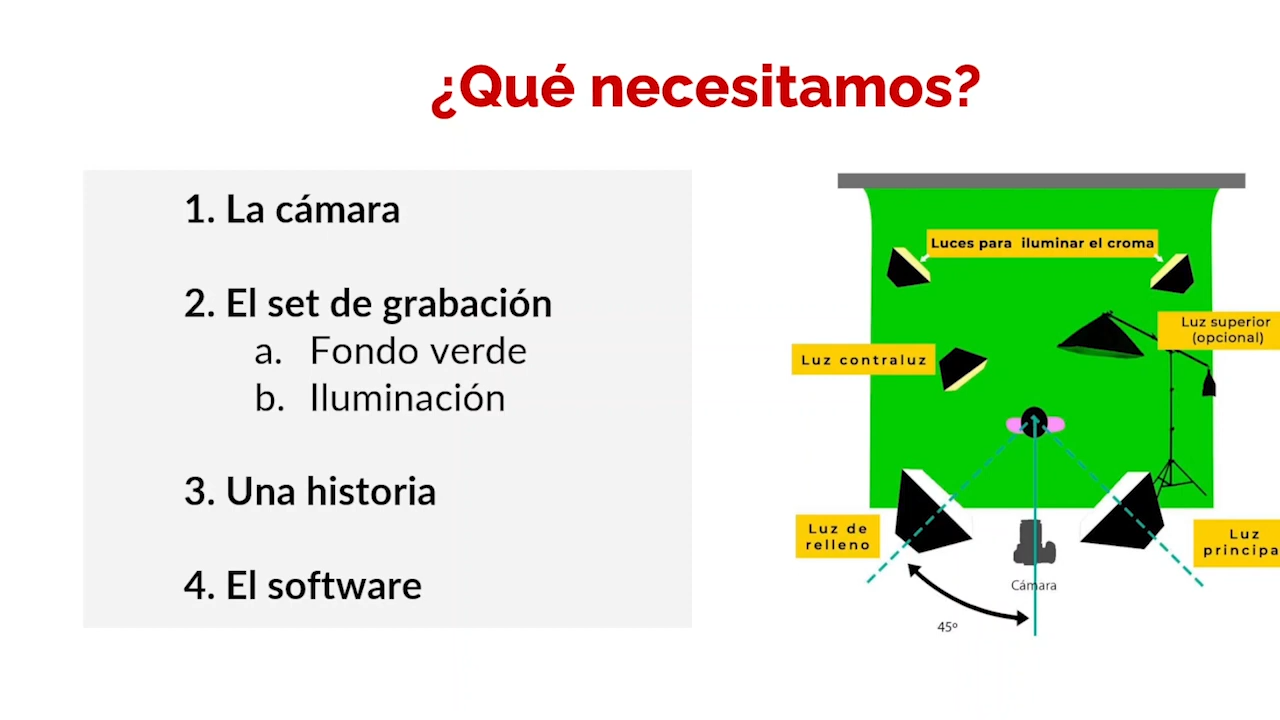 ¿Qué necesitamos?
1. La cámara
2. El set de grabación
a. Fondo verde
b. Iluminación
3. Una historia
4. El software
Luces para iluminar el croma
Luz superior
(opcional)
Luz contraluz
Luz de
relleno
Luz
principa
Cámara
45º